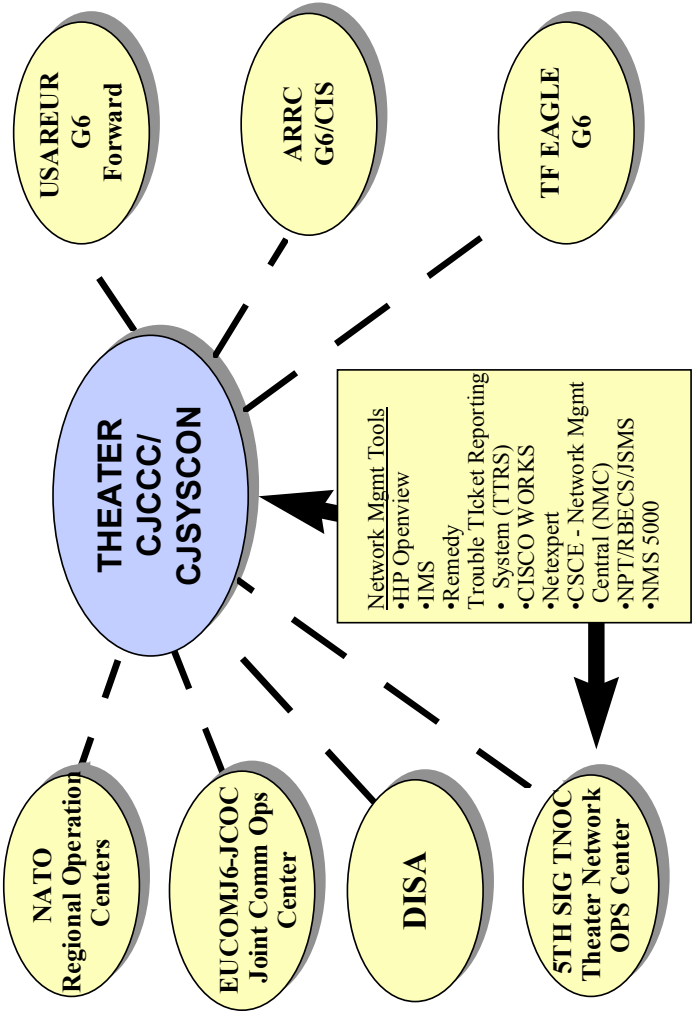 NATO
Regional Operation
Centers
EUCOMJ6-JCOC
Joint Comm Ops
Center
DISA
5TH SIG TNOC
Theater Network
OPS Center
THEATER
CJCCC/
CJSYSCON
Network Mgmt Tools
•HP Openview
•IMS
•Remedy
Trouble TIcket Reporting
• System (TTRS)
•CISCO WORKS
•Netexpert
•CSCE - Network Mgmt
Central (NMC)
•NPT/RBECS/JSMS
•NMS 5000
USAREUR
G6
Forward
ARRC
G6/CIS
TF EAGLE
G6